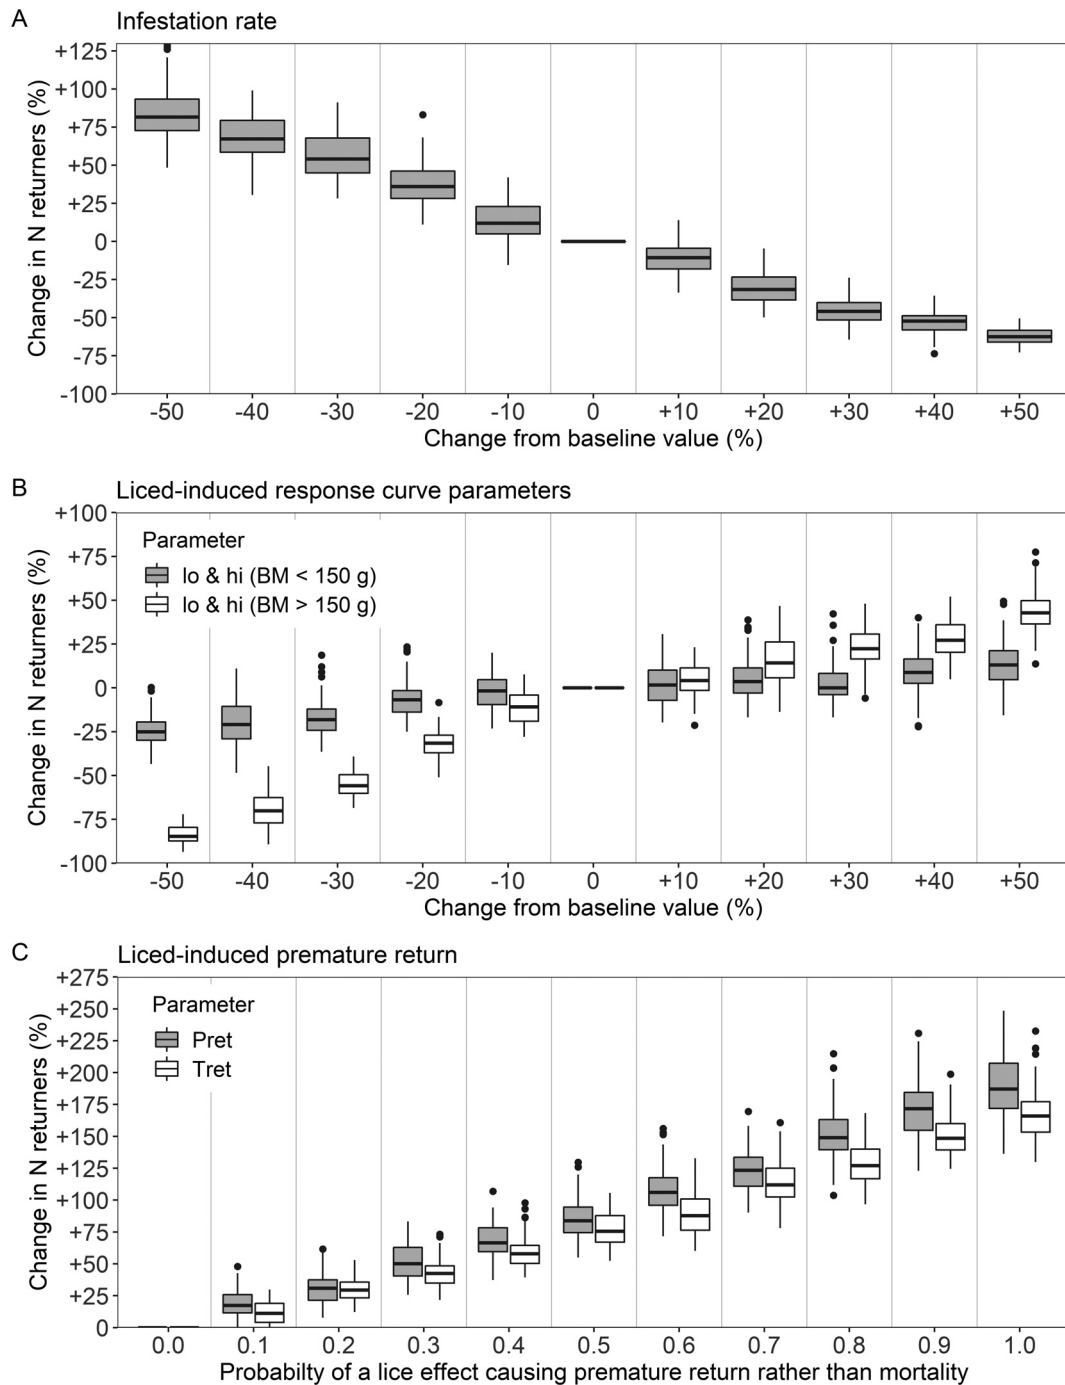 A
Infestation rate
Change in N returners (%)
+125
+100
+75
+50
+25
0
-25
-50
-75
-100
-50 -40 -30 -20 -10 0 +10 +20 +30 +40 +50
Change from baseline value (%)
B
Liced-induced response curve parameters
Change in N returners (%)
+100
+75
+50
+25
0
-25
-50
-75
-100
Parameter
lo & hi (BM < 150 g)
lo & hi (BM > 150 g)
-50 -40 -30 -20 -10 0 +10 +20 +30 +40 +50
Change from baseline value (%)
C
Liced-induced premature return
Change in N returners (%)
+275
+250
+225
+200
+175
+150
+125
+100
+75
+50
+25
0
Parameter
Pret
Tret
0.0 0.1 0.2 0.3 0.4 0.5 0.6 0.7 0.8 0.9 1.0
Probabilty of a lice effect causing premature return rather than mortality